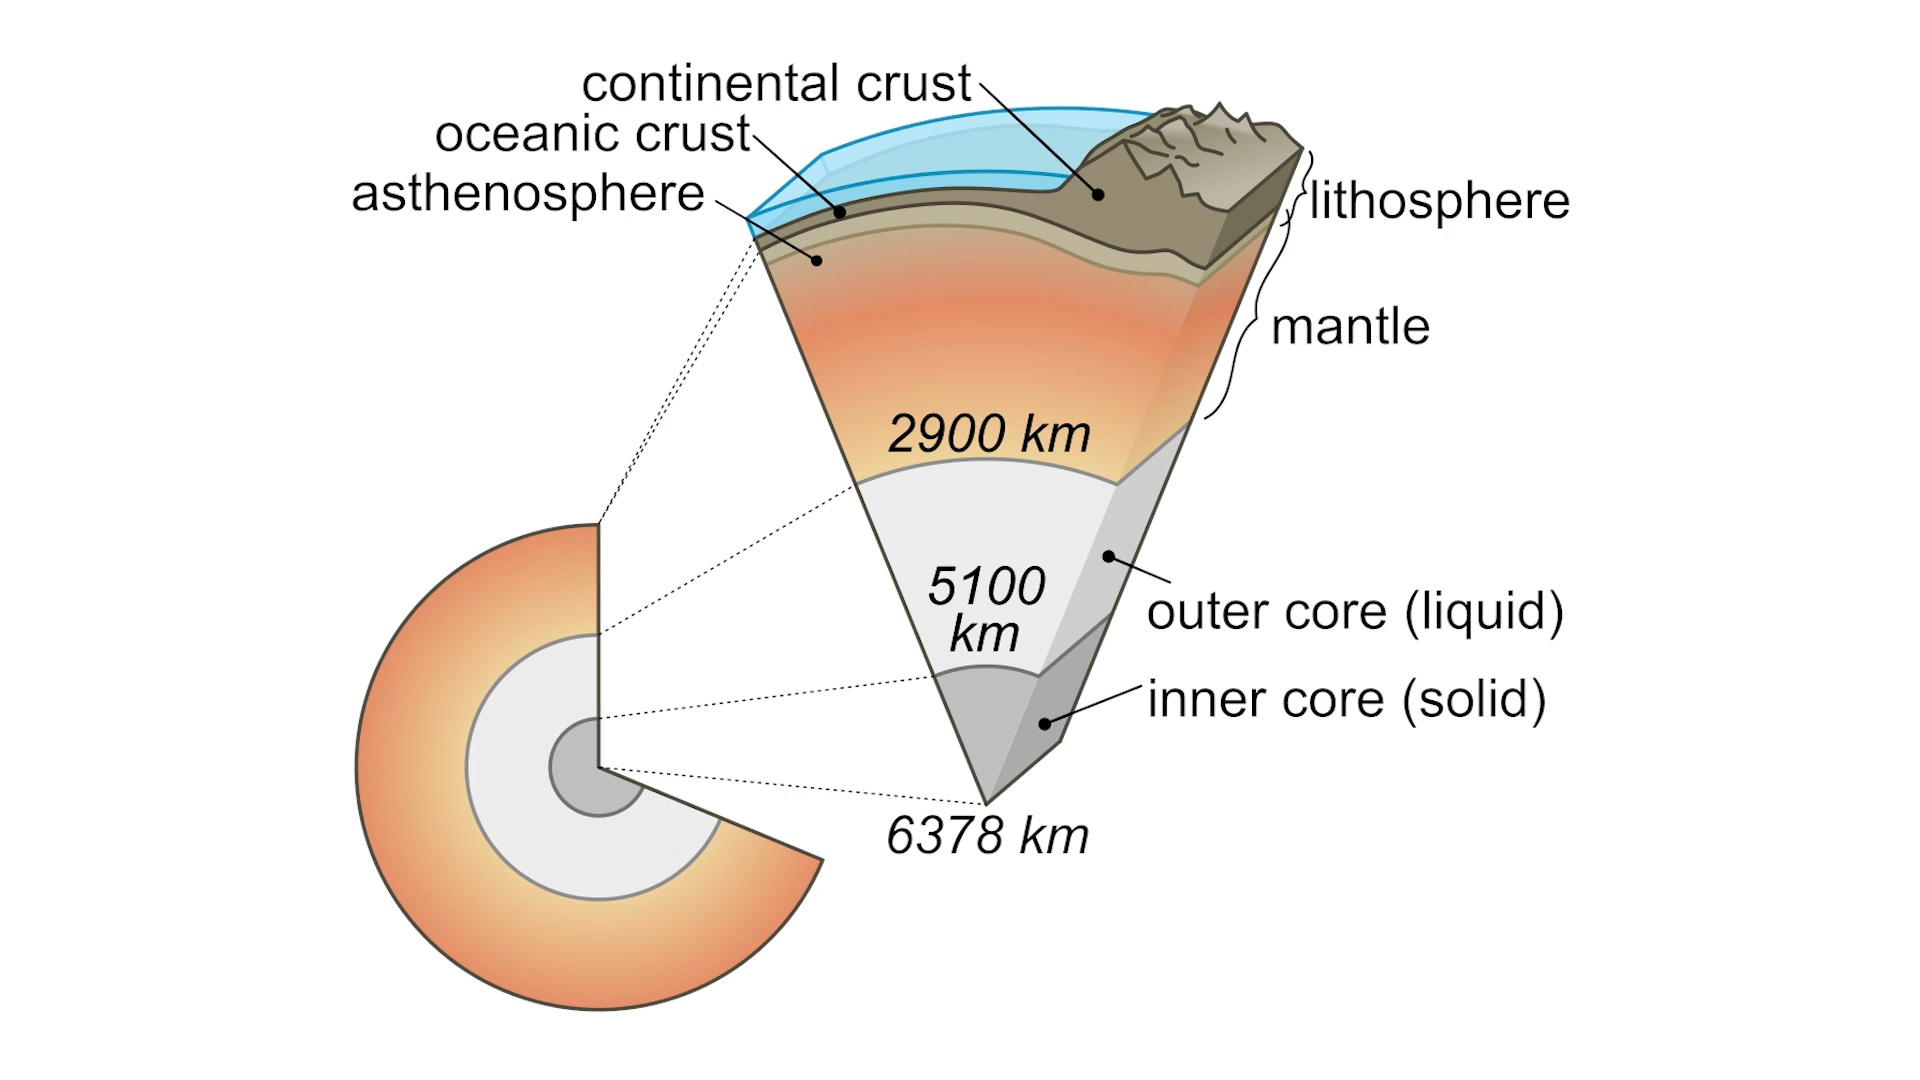 continental crust
oceanic crust
asthenosphere
lithosphere
mantle
2900 km
5100
km
outer core (liquid)
inner core (solid)
6378 km